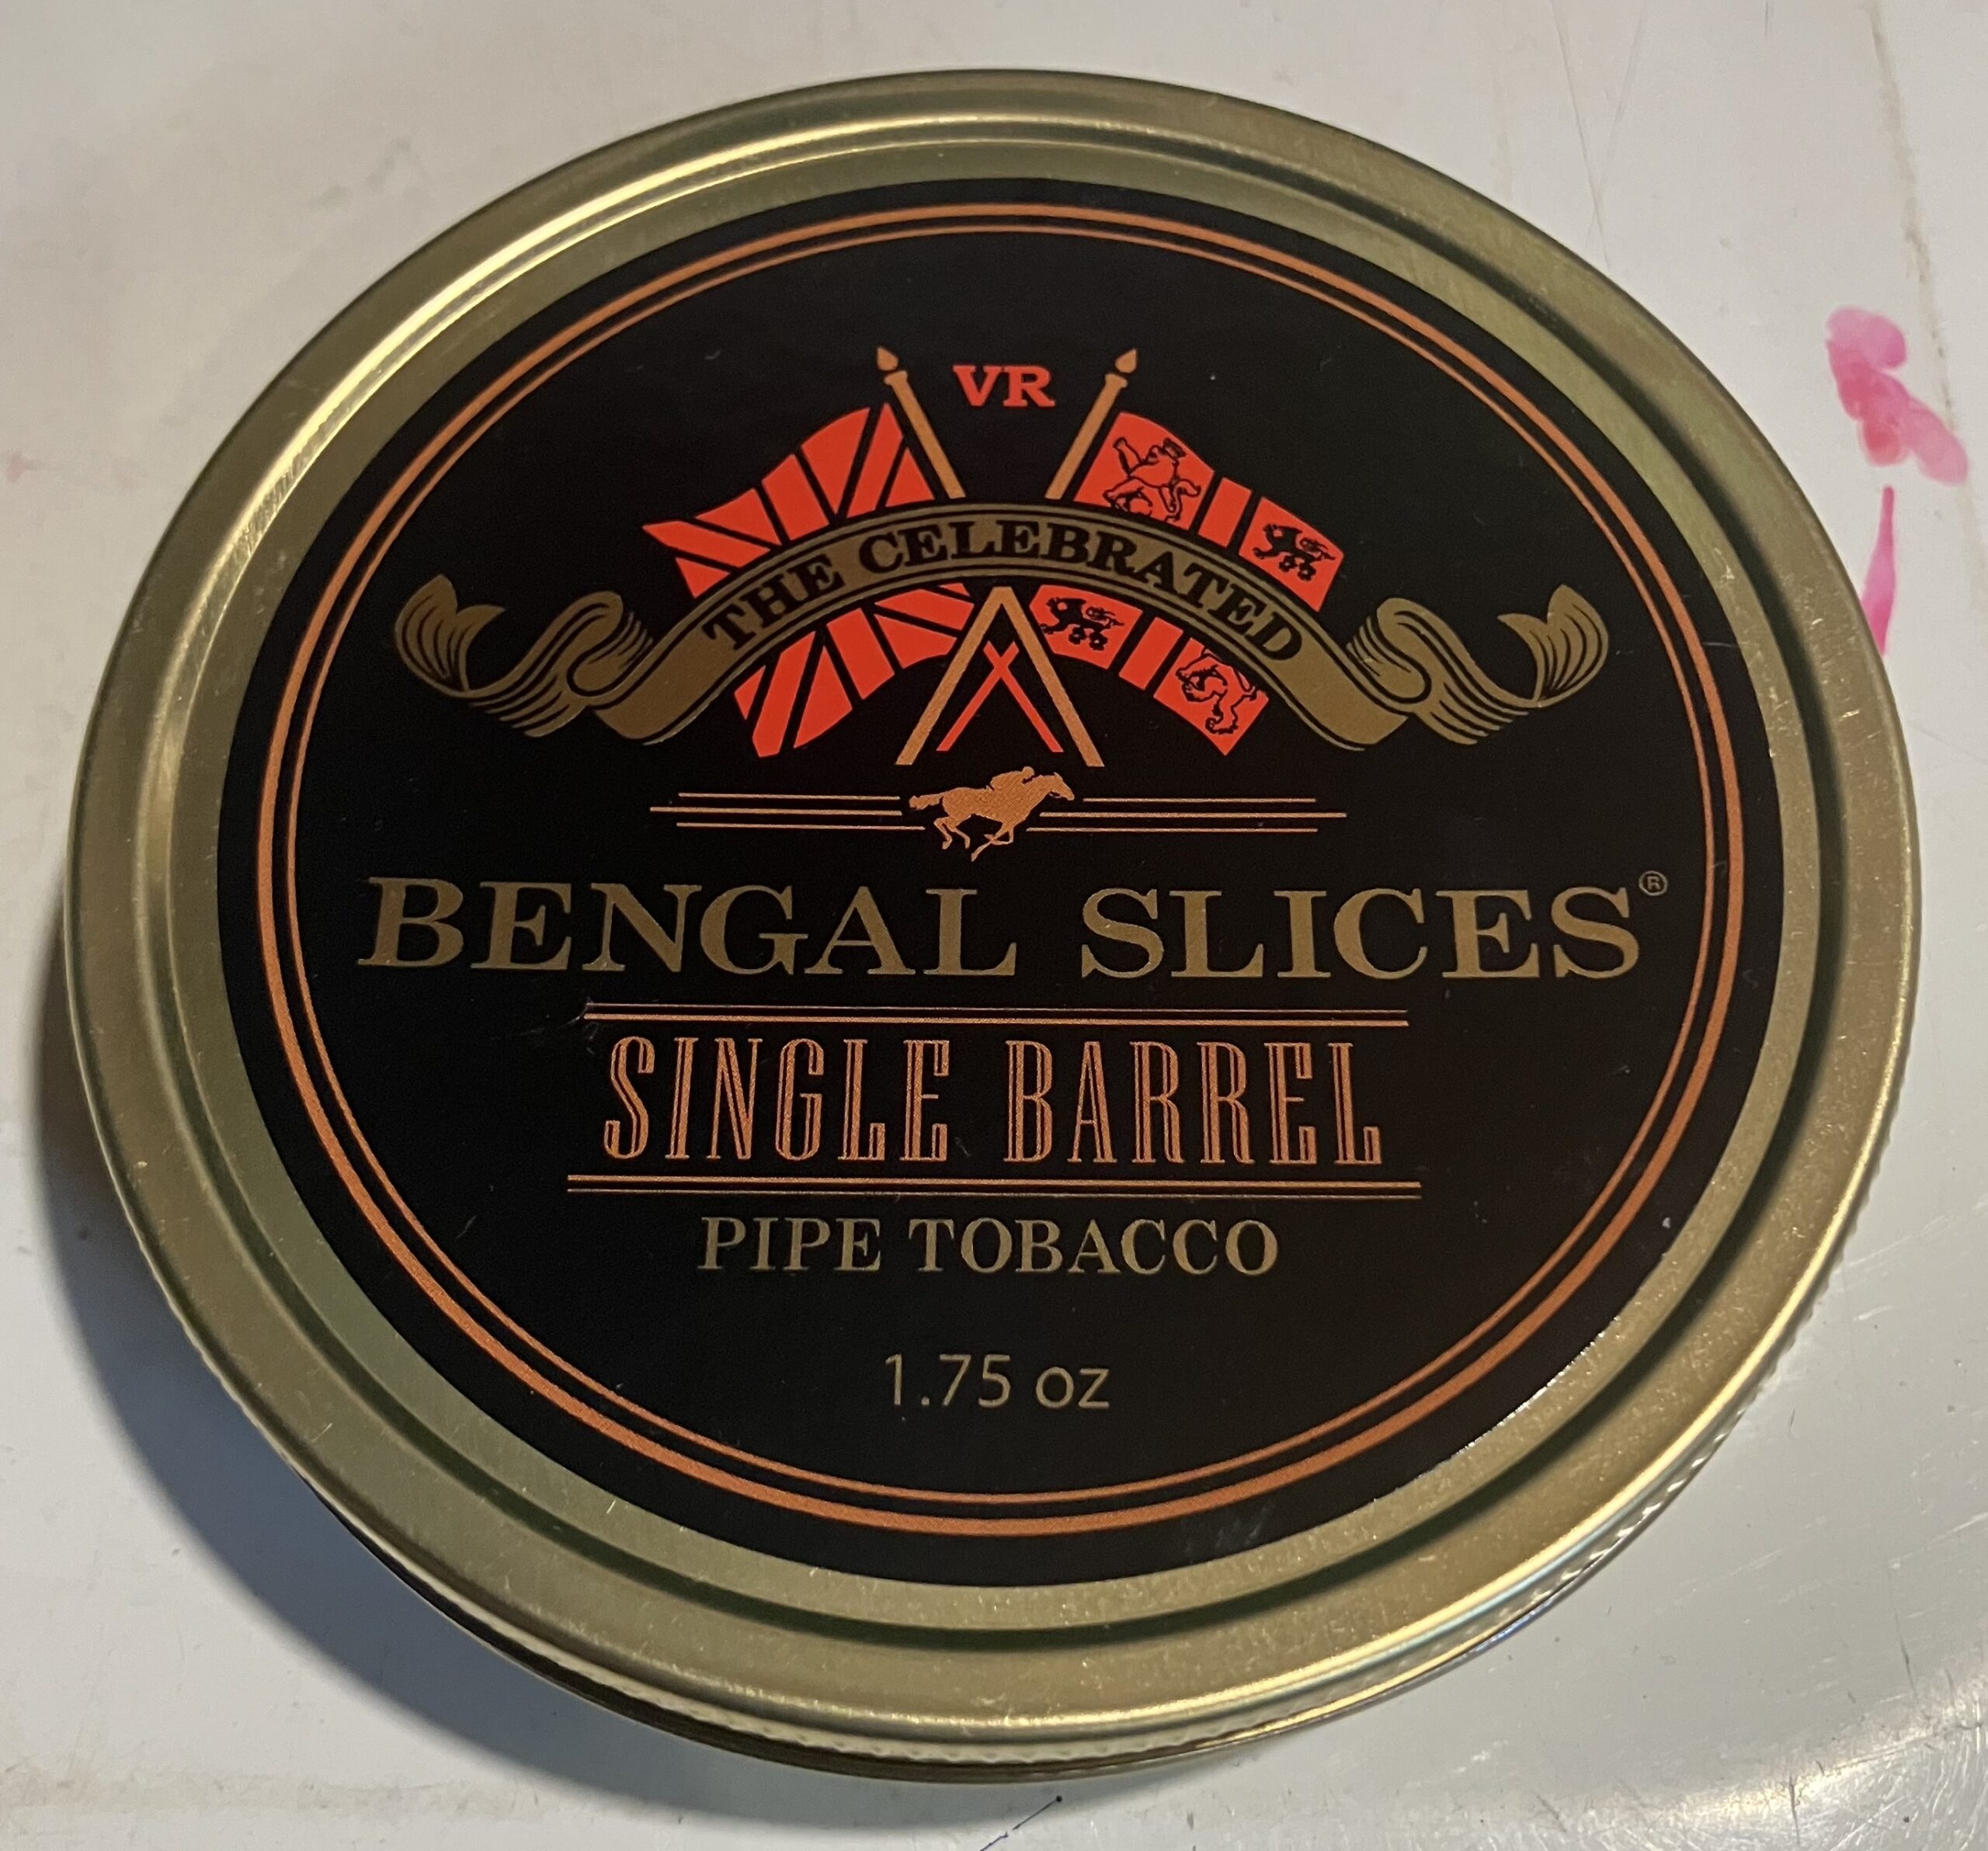 VR
THE CELEBRATED
BENGAL SLICES®
SINGLE BARREL
PIPE TOBACCO
1.75 oz